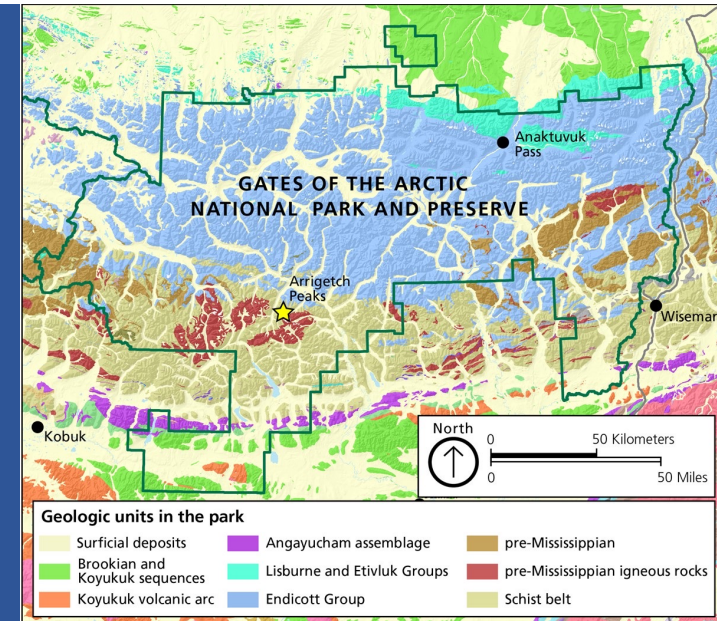 Anaktuvuk
Pass
GATES OF THE ARCTIC
NATIONAL PARK AND PRESERVE
Arrigetch
Peaks
Wiseman
Kobuk
North
0
50 Kilometers
0
50 Miles
Geologic units in the park
Surficial deposits
Angayucham assemblage
pre-Mississippian
Brookian and
Koyukuk sequences
Lisburne and Etivluk Groups
pre-Mississippian igneous rocks
Koyukuk volcanic arc
Endicott Group
Schist belt